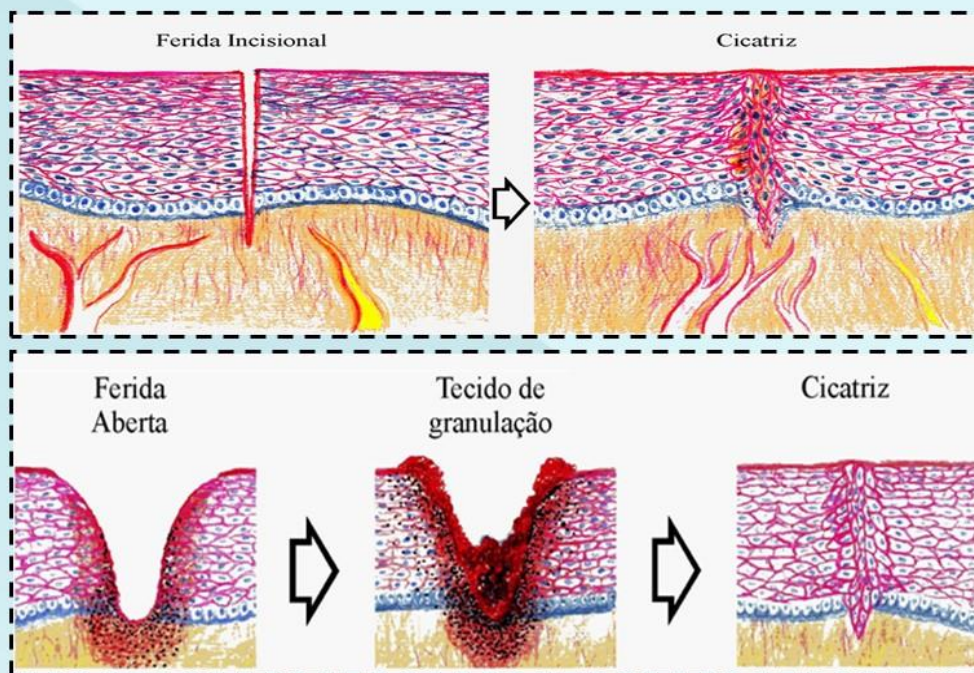 Ferida Incisional
Cicatriz
Ferida
Aberta
Tecido de
granulação
Cicatriz